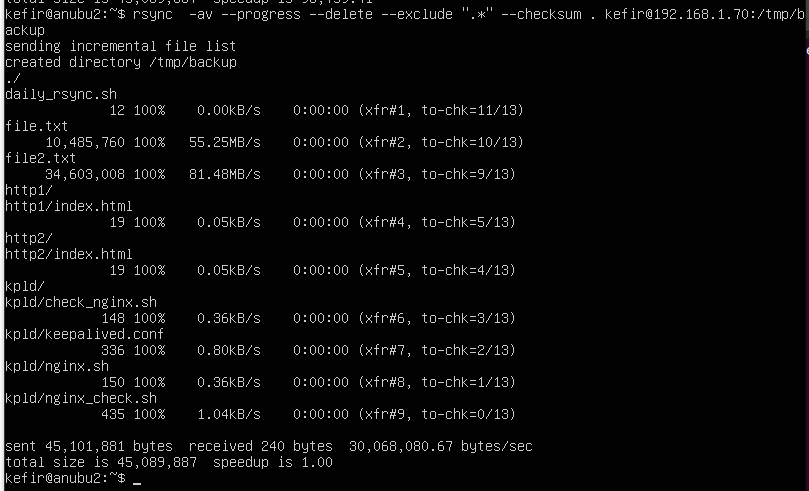 total size is 45,089,887  speedup is 98,459.41
kefir@anubu2:~$ rsync  -av --progress --delete --exclude ".*" --checksum . kefir@192.168.1.70:/tmp/b
ackup
sending incremental file list
created directory /tmp/backup
./
daily_rsync.sh
             12 100%    0.00kB/s    0:00:00 (xfr#1, to-chk=11/13)
file.txt
     10,485,760 100%   55.25MB/s    0:00:00 (xfr#2, to-chk=10/13)
file2.txt
     34,603,008 100%   81.48MB/s    0:00:00 (xfr#3, to-chk=9/13)
http1/
http1/index.html
             19 100%    0.05kB/s    0:00:00 (xfr#4, to-chk=5/13)
http2/
http2/index.html
             19 100%    0.05kB/s    0:00:00 (xfr#5, to-chk=4/13)
kpld/
kpld/check_nginx.sh
            148 100%    0.36kB/s    0:00:00 (xfr#6, to-chk=3/13)
kpld/keepalived.conf
            336 100%    0.80kB/s    0:00:00 (xfr#7, to-chk=2/13)
kpld/nginx.sh
            150 100%    0.36kB/s    0:00:00 (xfr#8, to-chk=1/13)
kpld/nginx_check.sh
            435 100%    1.04kB/s    0:00:00 (xfr#9, to-chk=0/13)

sent 45,101,881 bytes  received 240 bytes  30,068,080.67 bytes/sec
total size is 45,089,887  speedup is 1.00
kefir@anubu2:~$ _